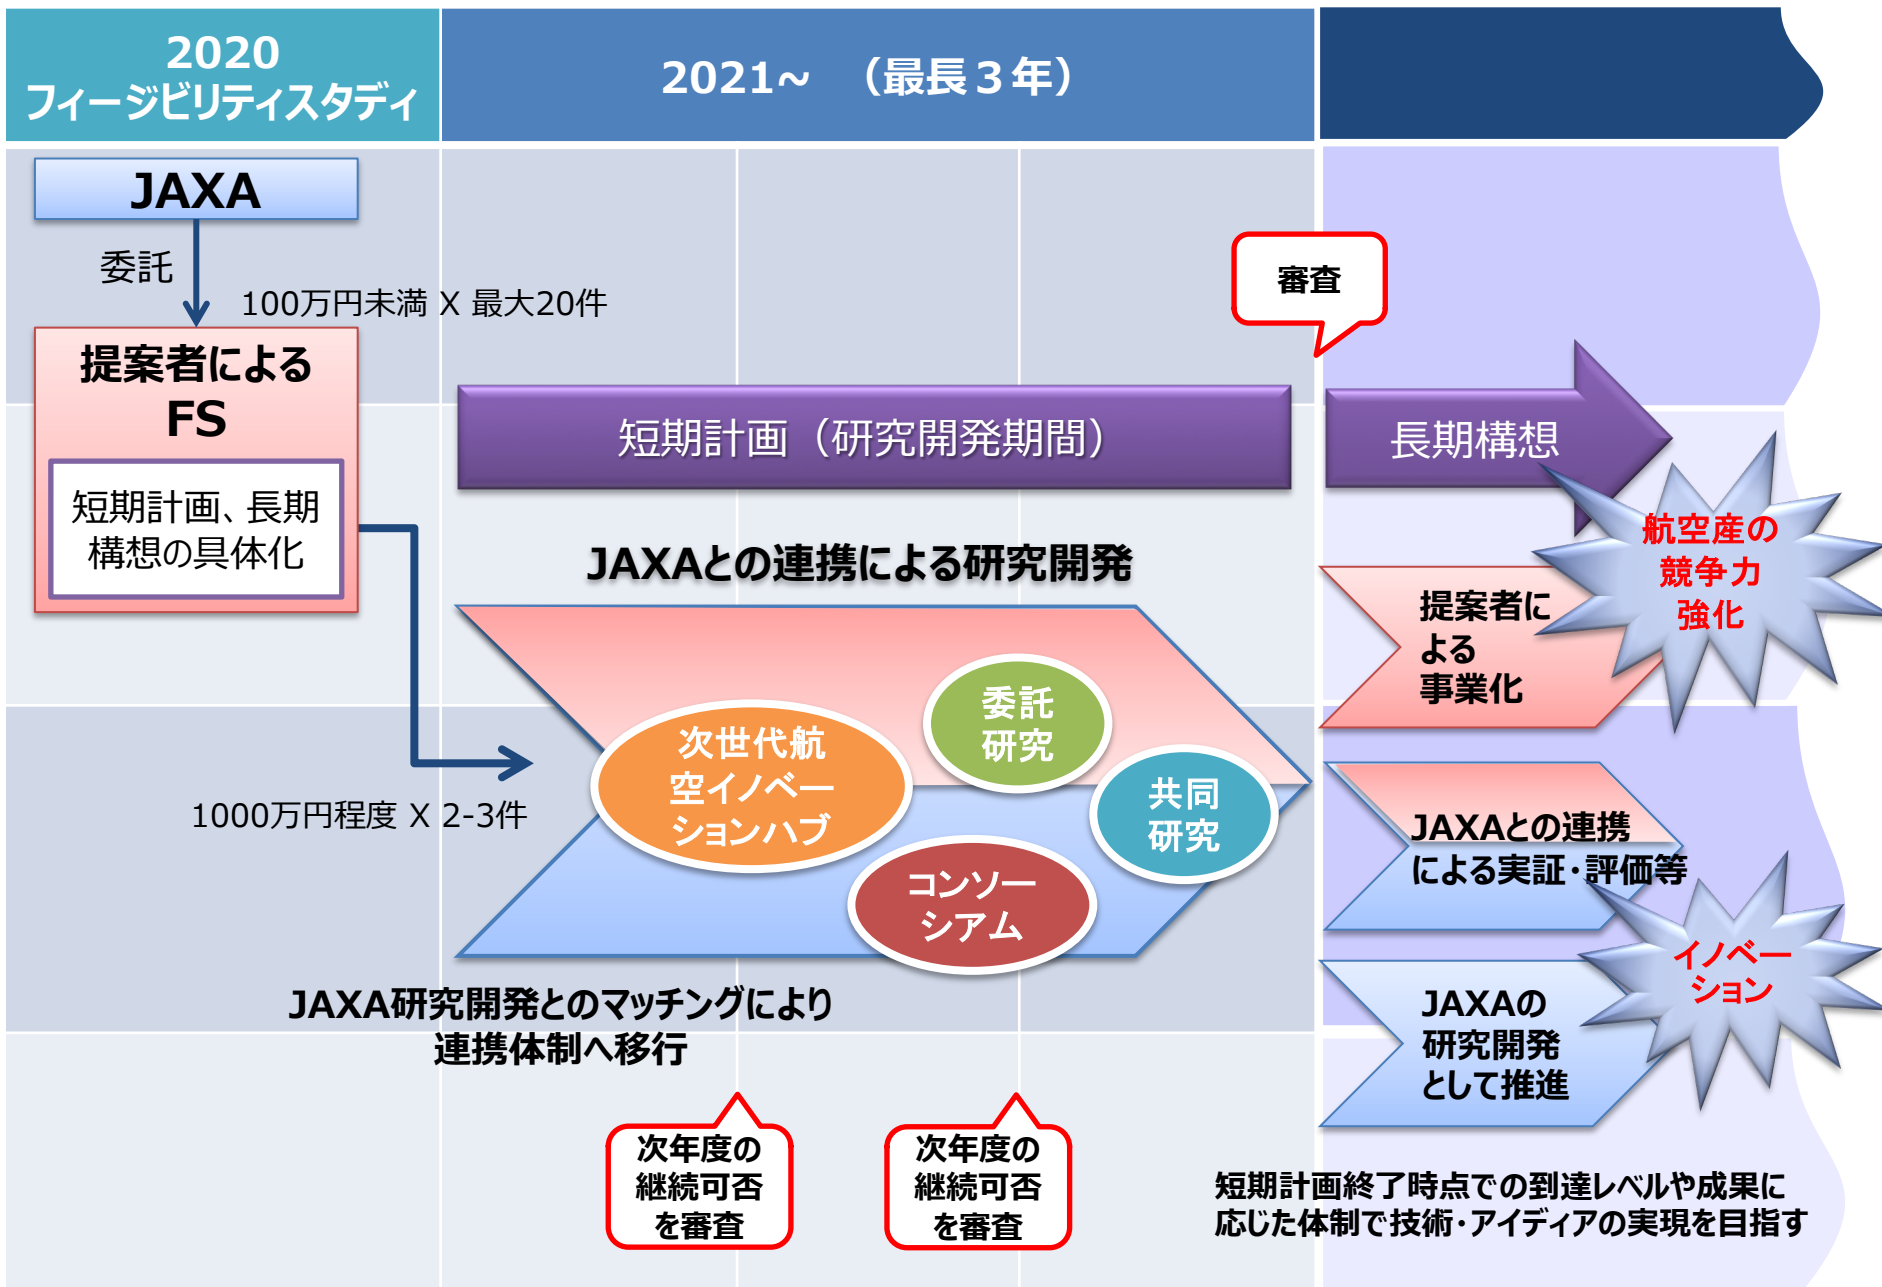 2020
フィージビリティスタディ
2021~ （最長３年）
JAXA
委託
100万円未満 X 最大20件
提案者による
FS
短期計画、長期
構想の具体化
1000万円程度 X 2-3件
審査
短期計画（研究開発期間）
長期構想
JAXAとの連携による研究開発
次世代航
空イノベー
ションハブ
委託
研究
共同
研究
コンソー
シアム
JAXA研究開発とのマッチングにより
連携体制へ移行
次年度の
継続可否
を審査
次年度の
継続可否
を審査
航空産の
競争力
強化
提案者に
よる
事業化
JAXAとの連携
による実証・評価等
イノベー
ション
JAXAの
研究開発
として推進
短期計画終了時点での到達レベルや成果に
応じた体制で技術・アイディアの実現を目指す